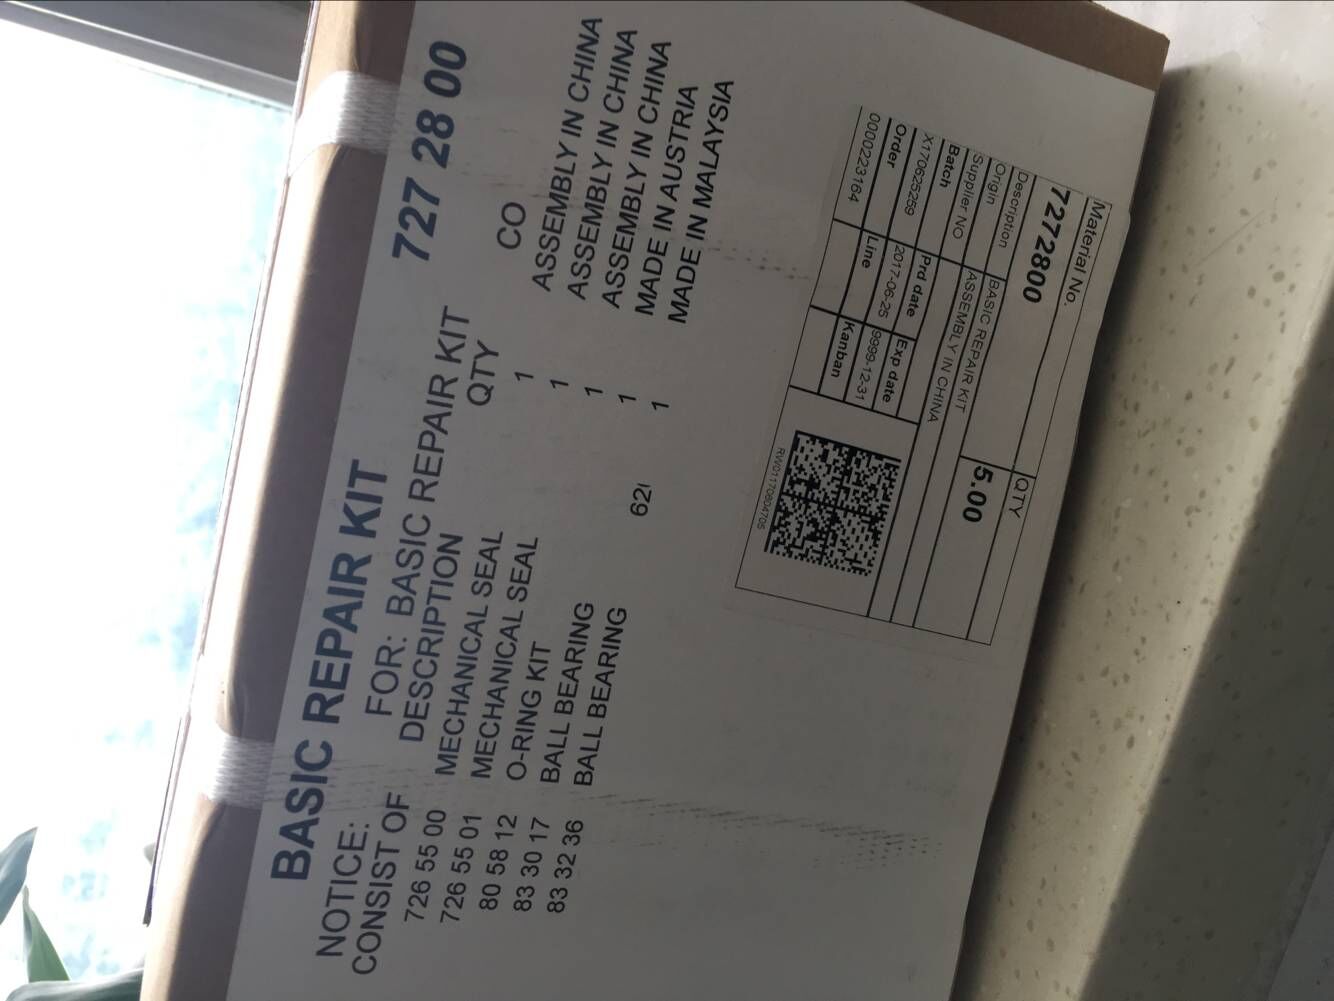 BASIC REPAIR KIT 727 28 00
NOTICE: FOR: BASIC REPAIR KIT
CONSIST OF DESCRIPTION QTY CO
726 55 00 MECHANICAL SEAL 1 ASSEMBLY IN CHINA
726 55 01 MECHANICAL SEAL 1 ASSEMBLY IN CHINA
80 58 12 O-RING KIT 1 ASSEMBLY IN CHINA
83 30 17 BALL BEARING 1 MADE IN AUSTRIA
83 32 36 BALL BEARING 1 MADE IN MALAYSIA
Material No. QTY
7272800 5.00
Description BASIC REPAIR KIT
Origin ASSEMBLY IN CHINA
Supplier NO
Batch Prd date Exp date
X170625259 2017-06-25 9999-12-31
Order Line Kanban
0000223164
RW01170804705